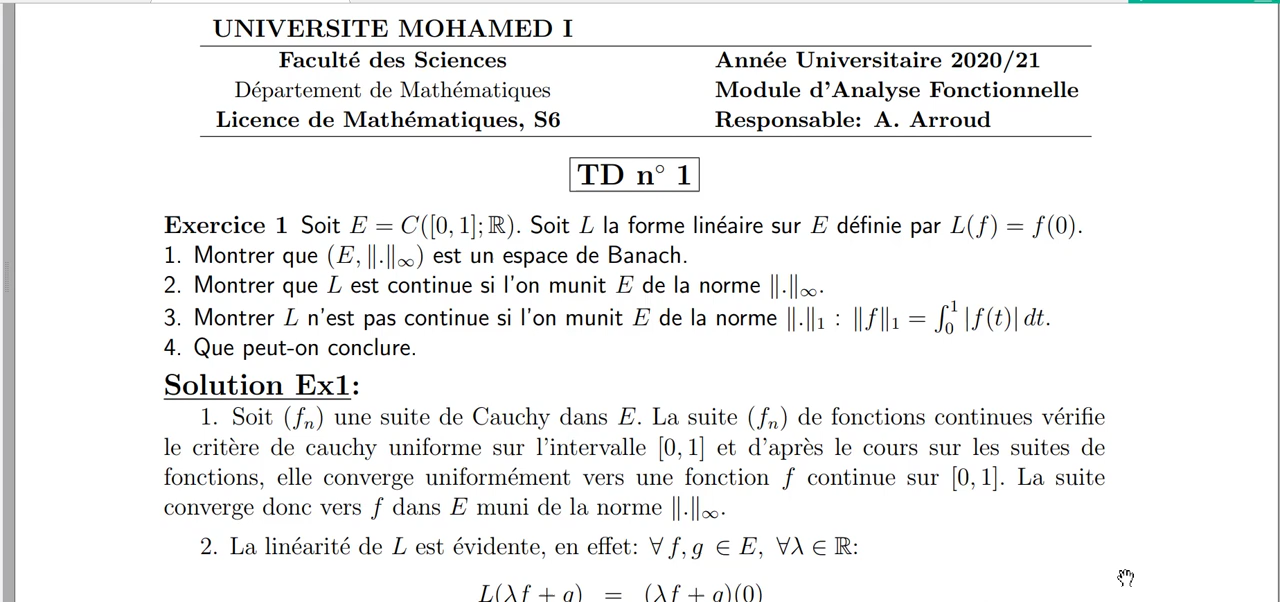 UNIVERSITE MOHAMED I
Faculté des Sciences Année Universitaire 2020/21
Département de Mathématiques Module d'Analyse Fonctionnelle
Licence de Mathématiques, S6 Responsable: A. Arroud
TD n° 1
Exercice 1 Soit E = C([0, 1]; ℝ). Soit L la forme linéaire sur E définie par L(f) = f(0).
1. Montrer que (E, ‖.‖∞) est un espace de Banach.
2. Montrer que L est continue si l'on munit E de la norme ‖.‖∞.
3. Montrer L n'est pas continue si l'on munit E de la norme ‖.‖₁ : ‖f‖₁ = ∫₀¹ |f(t)| dt.
4. Que peut-on conclure.
Solution Ex1:
1. Soit (fₙ) une suite de Cauchy dans E. La suite (fₙ) de fonctions continues vérifie
le critère de cauchy uniforme sur l'intervalle [0, 1] et d'après le cours sur les suites de
fonctions, elle converge uniformément vers une fonction f continue sur [0, 1]. La suite
converge donc vers f dans E muni de la norme ‖.‖∞.
2. La linéarité de L est évidente, en effet: ∀ f, g ∈ E, ∀λ ∈ ℝ:
L(λf + g) = (λf + g)(0)